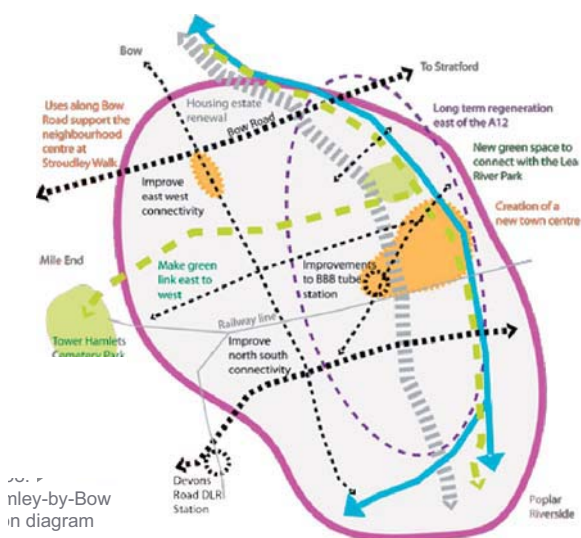 Bow
To Stratford
Housing estate
renewal
Bow Road
Uses along Bow
Road support the
neighbourhood
centre at
Stroudley Walk
Long term regeneration
east of the A12
New green space to
connect with the Lea
River Park
Improve
east west
connectivity
Creation of a
new town centre
Mile End
Make green
link east to
west
Improvements
to BBB tube
station
Railway line
Tower Hamlets
Cemetery Park
Improve
north south
connectivity
Devons
Road DLR
Station
Poplar
Riverside
mley-by-Bow
on diagram